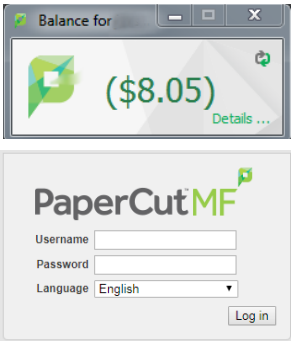 Balance for
($8.05)
Details ...
PaperCut MF
Username
Password
Language English
Log in